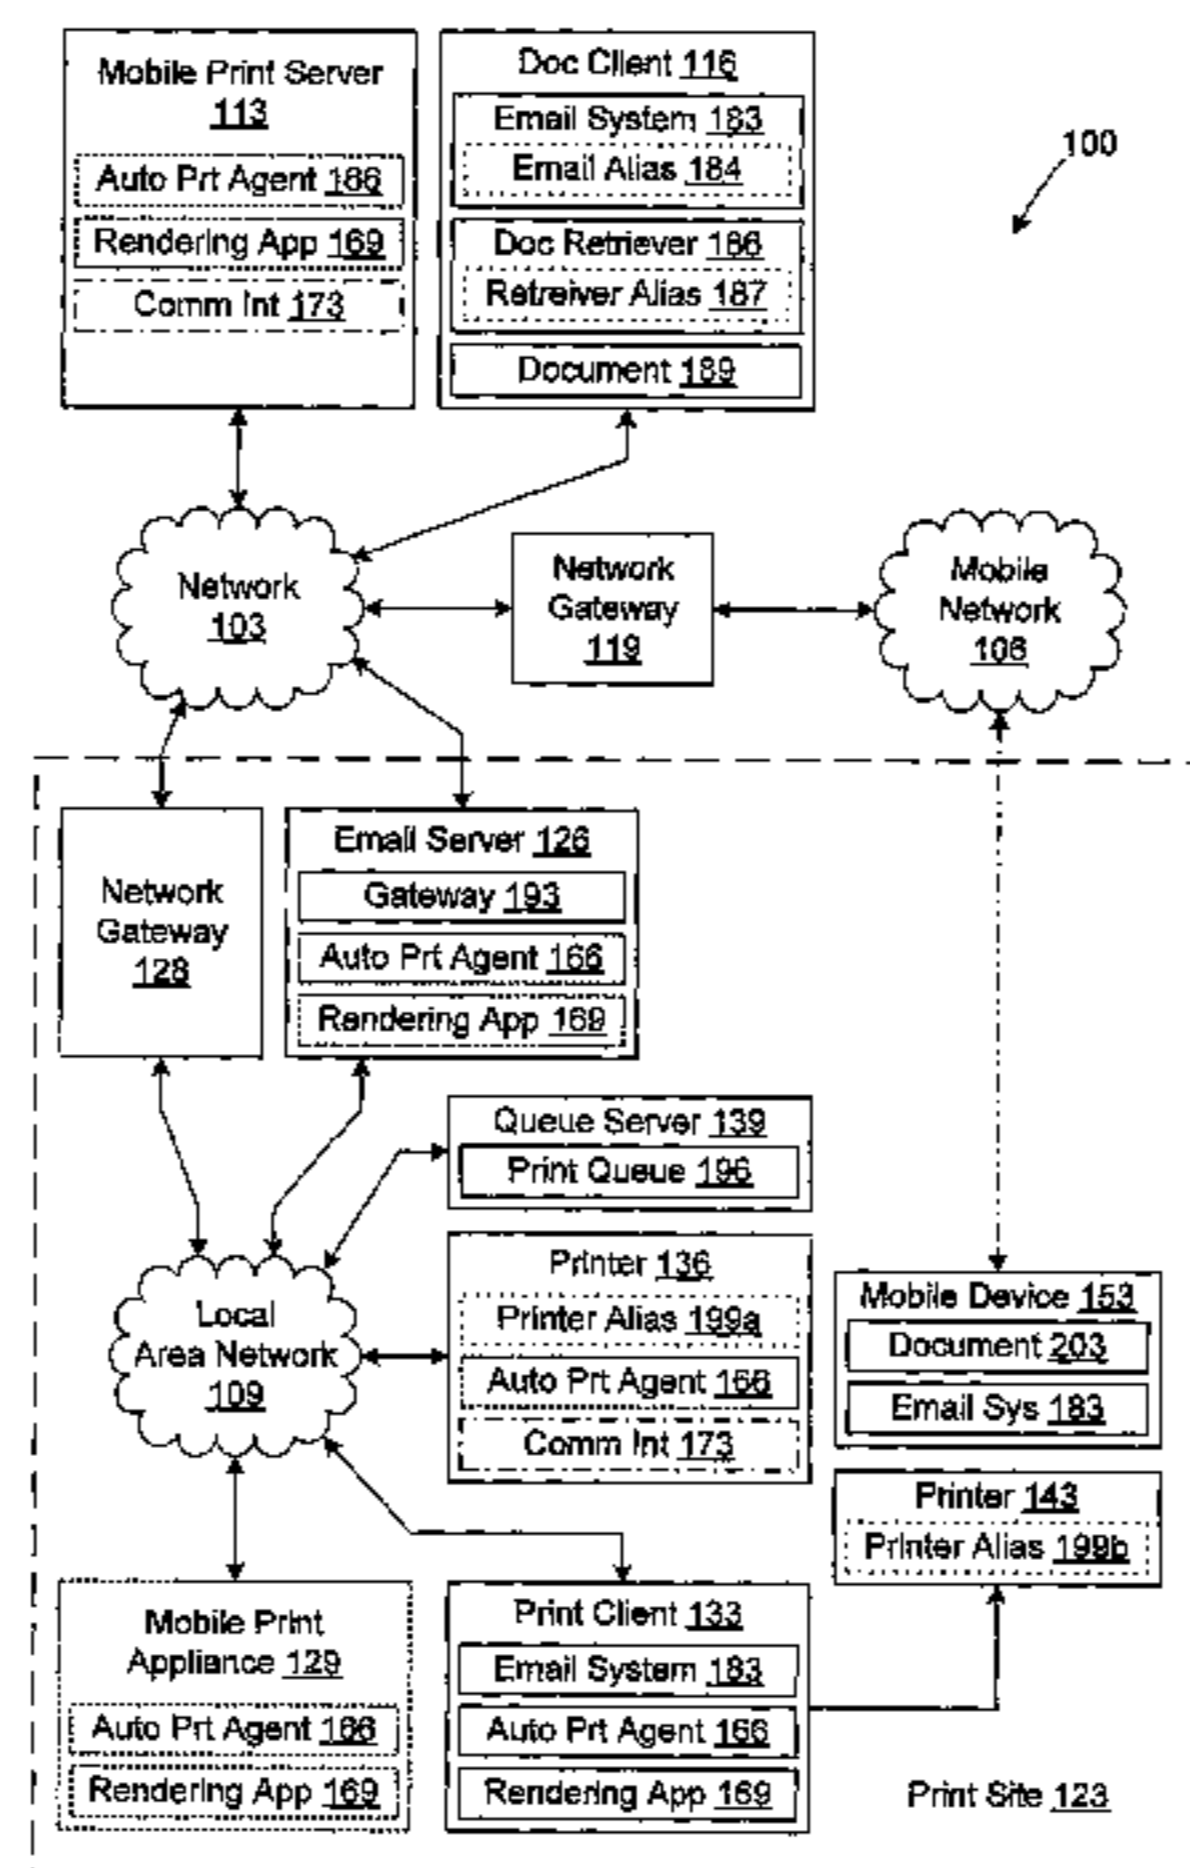 Mobile Print Server
113
Auto Prt Agent 166
Rendering App 169
Comm Int 173
Doc Client 116
Email System 183
Email Alias 184
Doc Retriever 186
Retreiver Alias 187
Document 189
100
Network
103
Network
Gateway
119
Mobile
Network
106
Network
Gateway
128
Email Server 126
Gateway 193
Auto Prt Agent 166
Rendering App 169
Queue Server 139
Print Queue 196
Printer 136
Printer Alias 199a
Auto Prt Agent 166
Comm Int 173
Local
Area Network
109
Mobile Device 153
Document 203
Email Sys 183
Printer 143
Printer Alias 199b
Mobile Print
Appliance 129
Auto Prt Agent 166
Rendering App 169
Print Client 133
Email System 183
Auto Prt Agent 166
Rendering App 169
Print Site 123